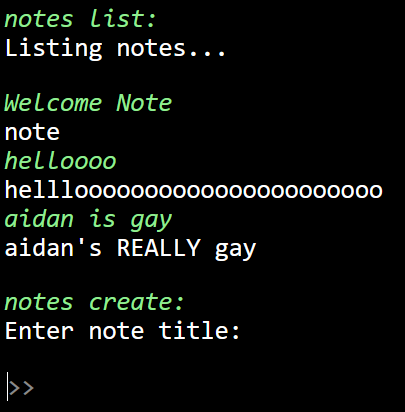 notes list:
Listing notes...
Welcome Note
note
helloooo
hellloooooooooooooooooooooo
aidan is gay
aidan's REALLY gay
notes create:
Enter note title:
>>